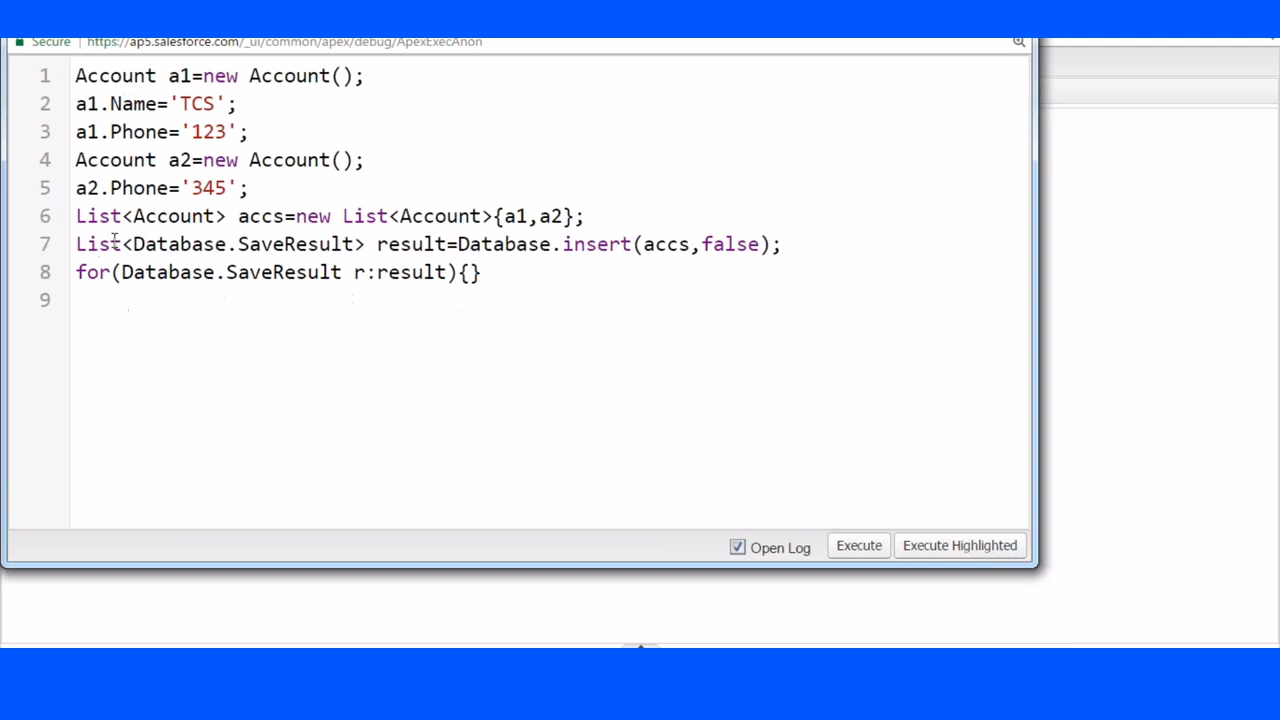 Secure | https://ap5.salesforce.com/_ui/common/apex/debug/ApexExecAnon
1 Account a1=new Account();
2 a1.Name='TCS';
3 a1.Phone='123';
4 Account a2=new Account();
5 a2.Phone='345';
6 List<Account> accs=new List<Account>{a1,a2};
7 List<Database.SaveResult> result=Database.insert(accs,false);
8 for(Database.SaveResult r:result){}
9
Open Log Execute Execute Highlighted